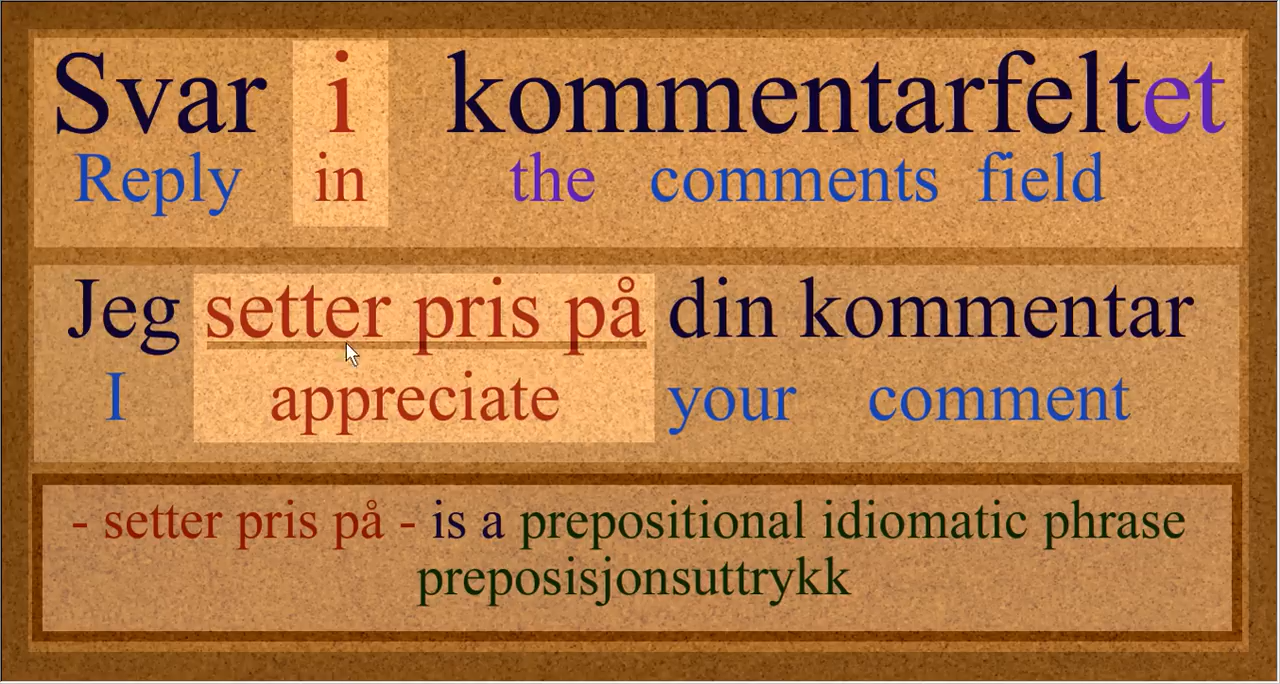 Svar i kommentarfeltet
Reply in the comments field
Jeg setter pris på din kommentar
I appreciate your comment
- setter pris på - is a prepositional idiomatic phrase
preposisjonsuttrykk